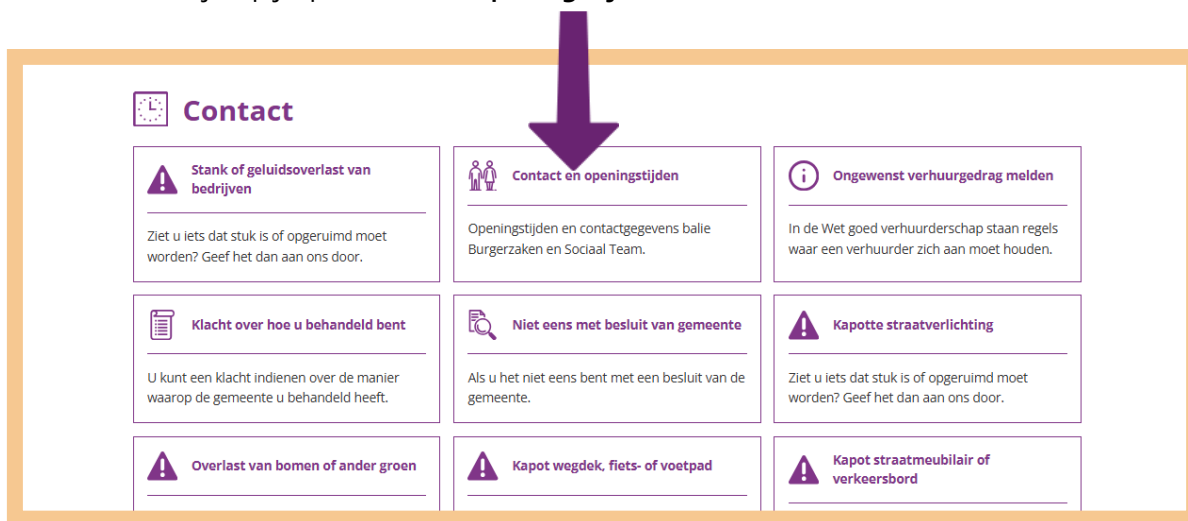 Contact
Stank of geluidsoverlast van
bedrijven
Ziet u iets dat stuk is of opgeruimd moet
worden? Geef het dan aan ons door.
Contact en openingstijden
Openingstijden en contactgegevens balie
Burgerzaken en Sociaal Team.
Ongewenst verhuurgedrag melden
In de Wet goed verhuurderschap staan regels
waar een verhuurder zich aan moet houden.
Klacht over hoe u behandeld bent
U kunt een klacht indienen over de manier
waarop de gemeente u behandeld heeft.
Niet eens met besluit van gemeente
Als u het niet eens bent met een besluit van de
gemeente.
Kapotte straatverlichting
Ziet u iets dat stuk is of opgeruimd moet
worden? Geef het dan aan ons door.
Overlast van bomen of ander groen
Kapot wegdek, fiets- of voetpad
Kapot straatmeubilair of
verkeersbord